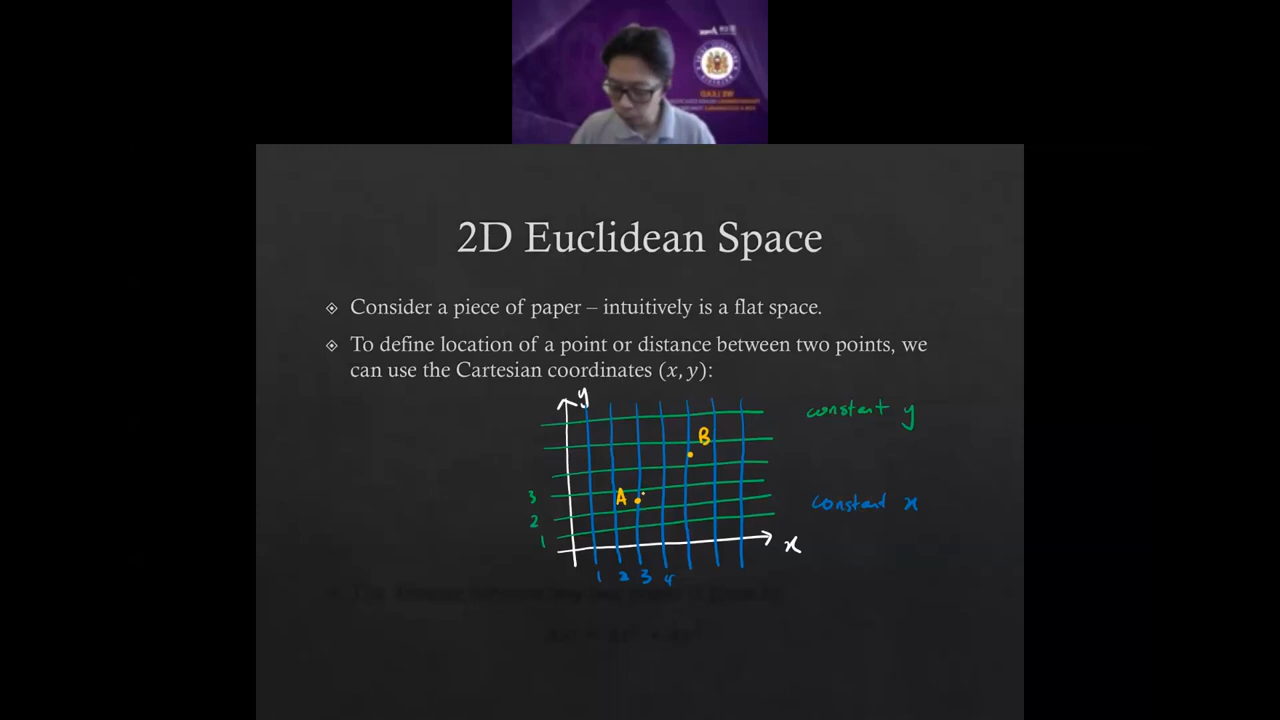 2D Euclidean Space
Consider a piece of paper – intuitively is a flat space.
To define location of a point or distance between two points, we
can use the Cartesian coordinates (x, y):
y
constant y
B
A
3
constant x
2
1
x
1 2 3 4